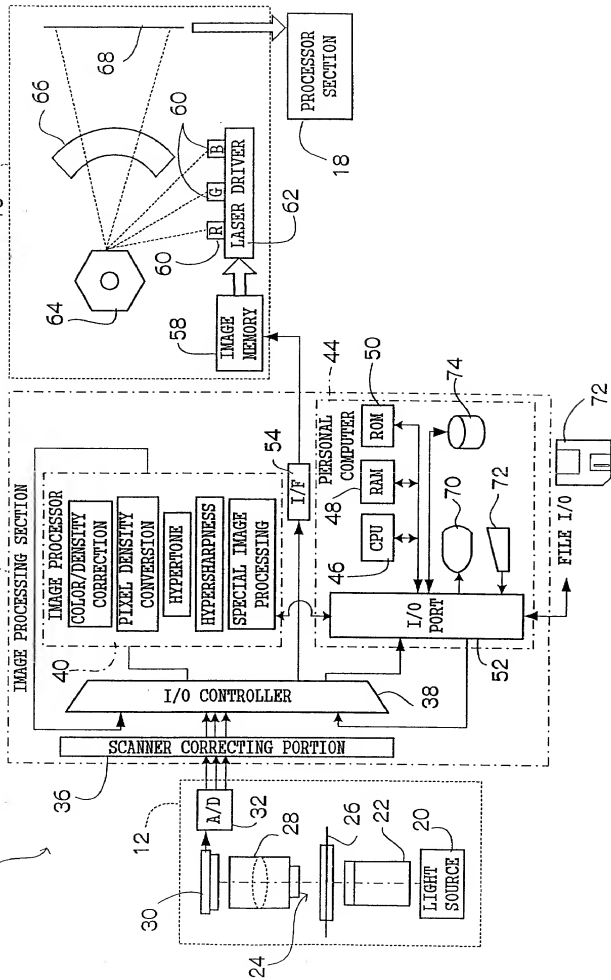 IMAGE PROCESSING SECTION
IMAGE PROCESSOR
COLOR/DENSITY
CORRECTION
PIXEL DENSITY
CONVERSION
HYPERTONE
HYPERSHARPNESS
SPECIAL IMAGE
PROCESSING
40
I/O CONTROLLER
38
SCANNER CORRECTING PORTION
36
12
A/D
32
30
28
24
26
22
20
LIGHT
SOURCE
I/F
54
44
PERSONAL
COMPUTER
CPU
46
RAM
48
ROM
50
74
70
72
I/O
PORT
52
FILE I/O
72
58
IMAGE
MEMORY
64
66
68
60
R
G
B
60
LASER DRIVER
62
PROCESSOR
SECTION
18